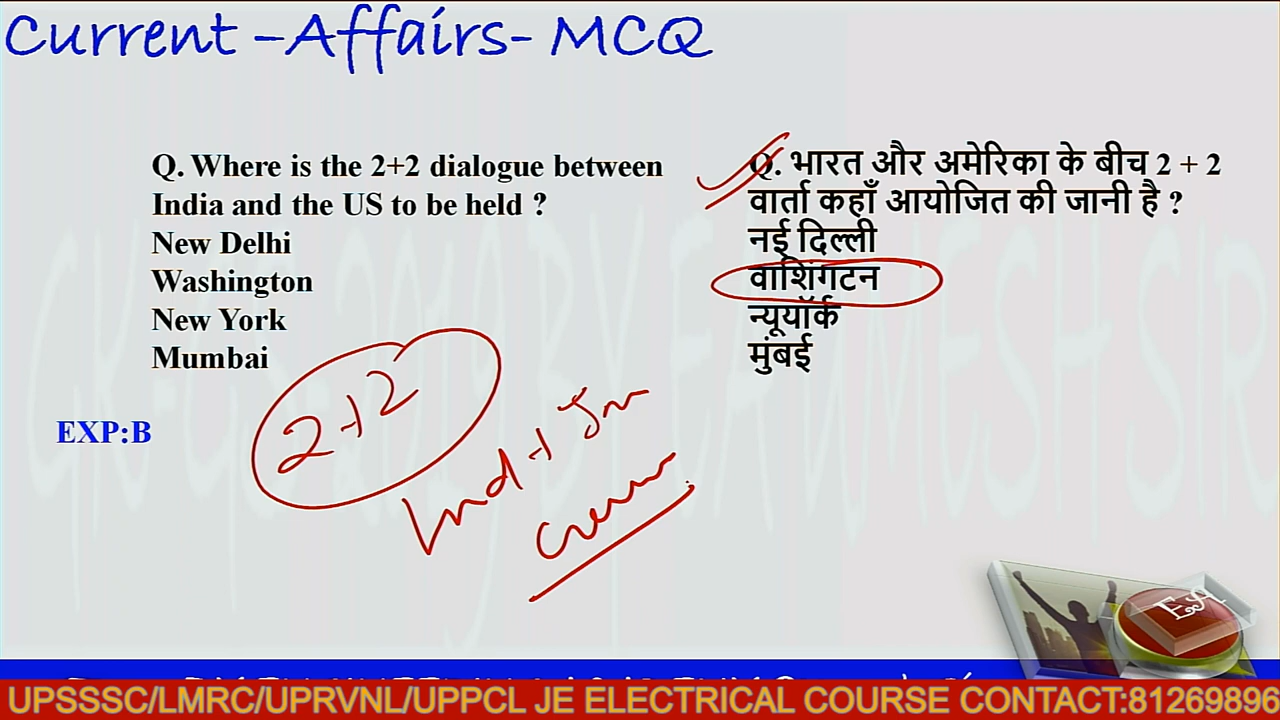 Current –Affairs- MCQ
Q. Where is the 2+2 dialogue between
India and the US to be held ?
New Delhi
Washington
New York
Mumbai
EXP:B
Q. भारत और अमेरिका के बीच 2 + 2
वार्ता कहाँ आयोजित की जानी है ?
नई दिल्ली
वाशिंगटन
न्यूयॉर्क
मुंबई
2+2
Ind +
EA
UPSSSC/LMRC/UPRVNL/UPPCL JE ELECTRICAL COURSE CONTACT:81269896